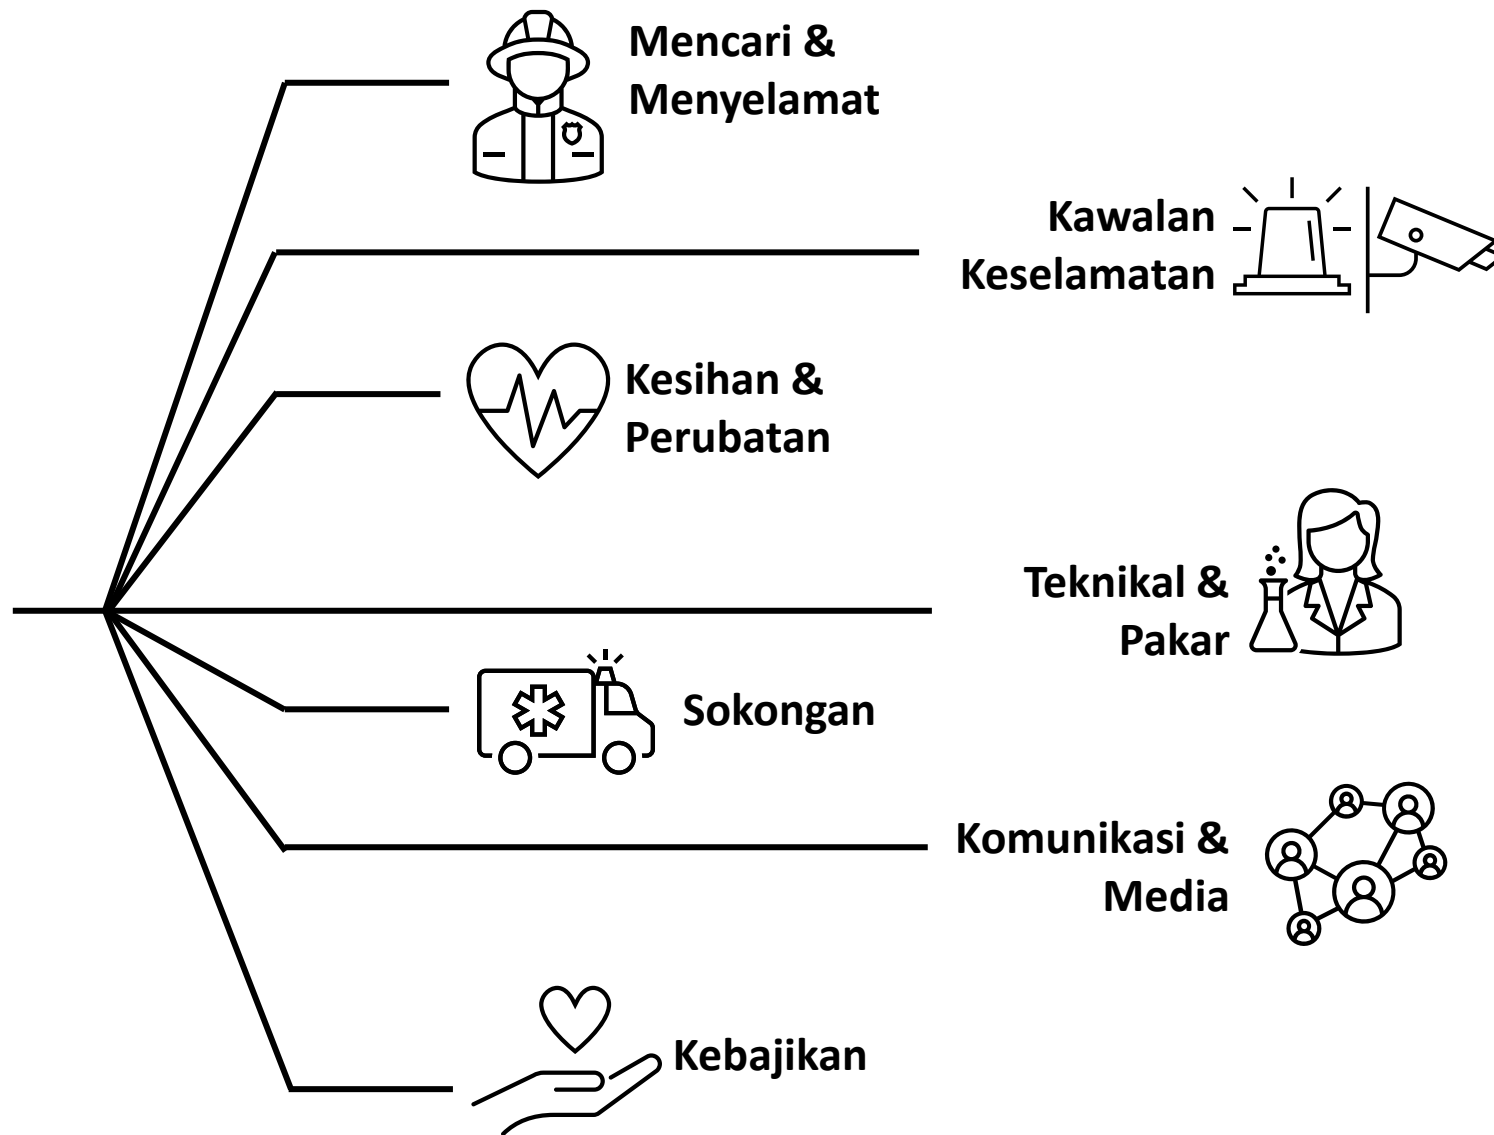 Mencari &
Menyelamat
Kawalan
Keselamatan
Kesihan &
Perubatan
Teknikal &
Pakar
Sokongan
Komunikasi &
Media
Kebajikan